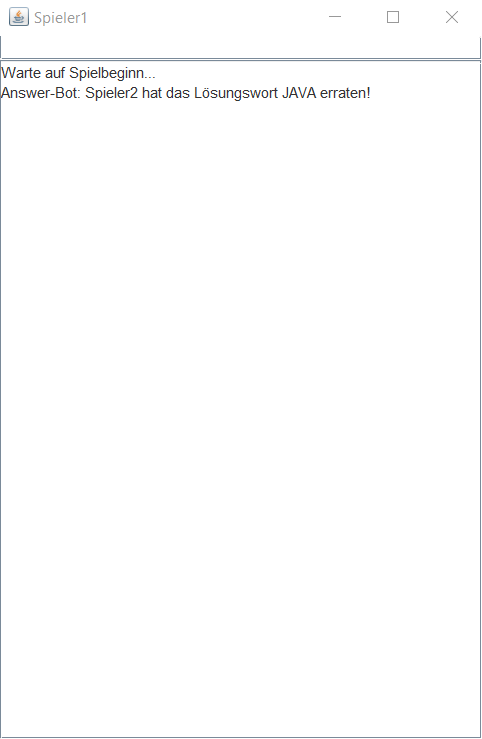 Spieler1
Warte auf Spielbeginn...
Answer-Bot: Spieler2 hat das Lösungswort JAVA erraten!